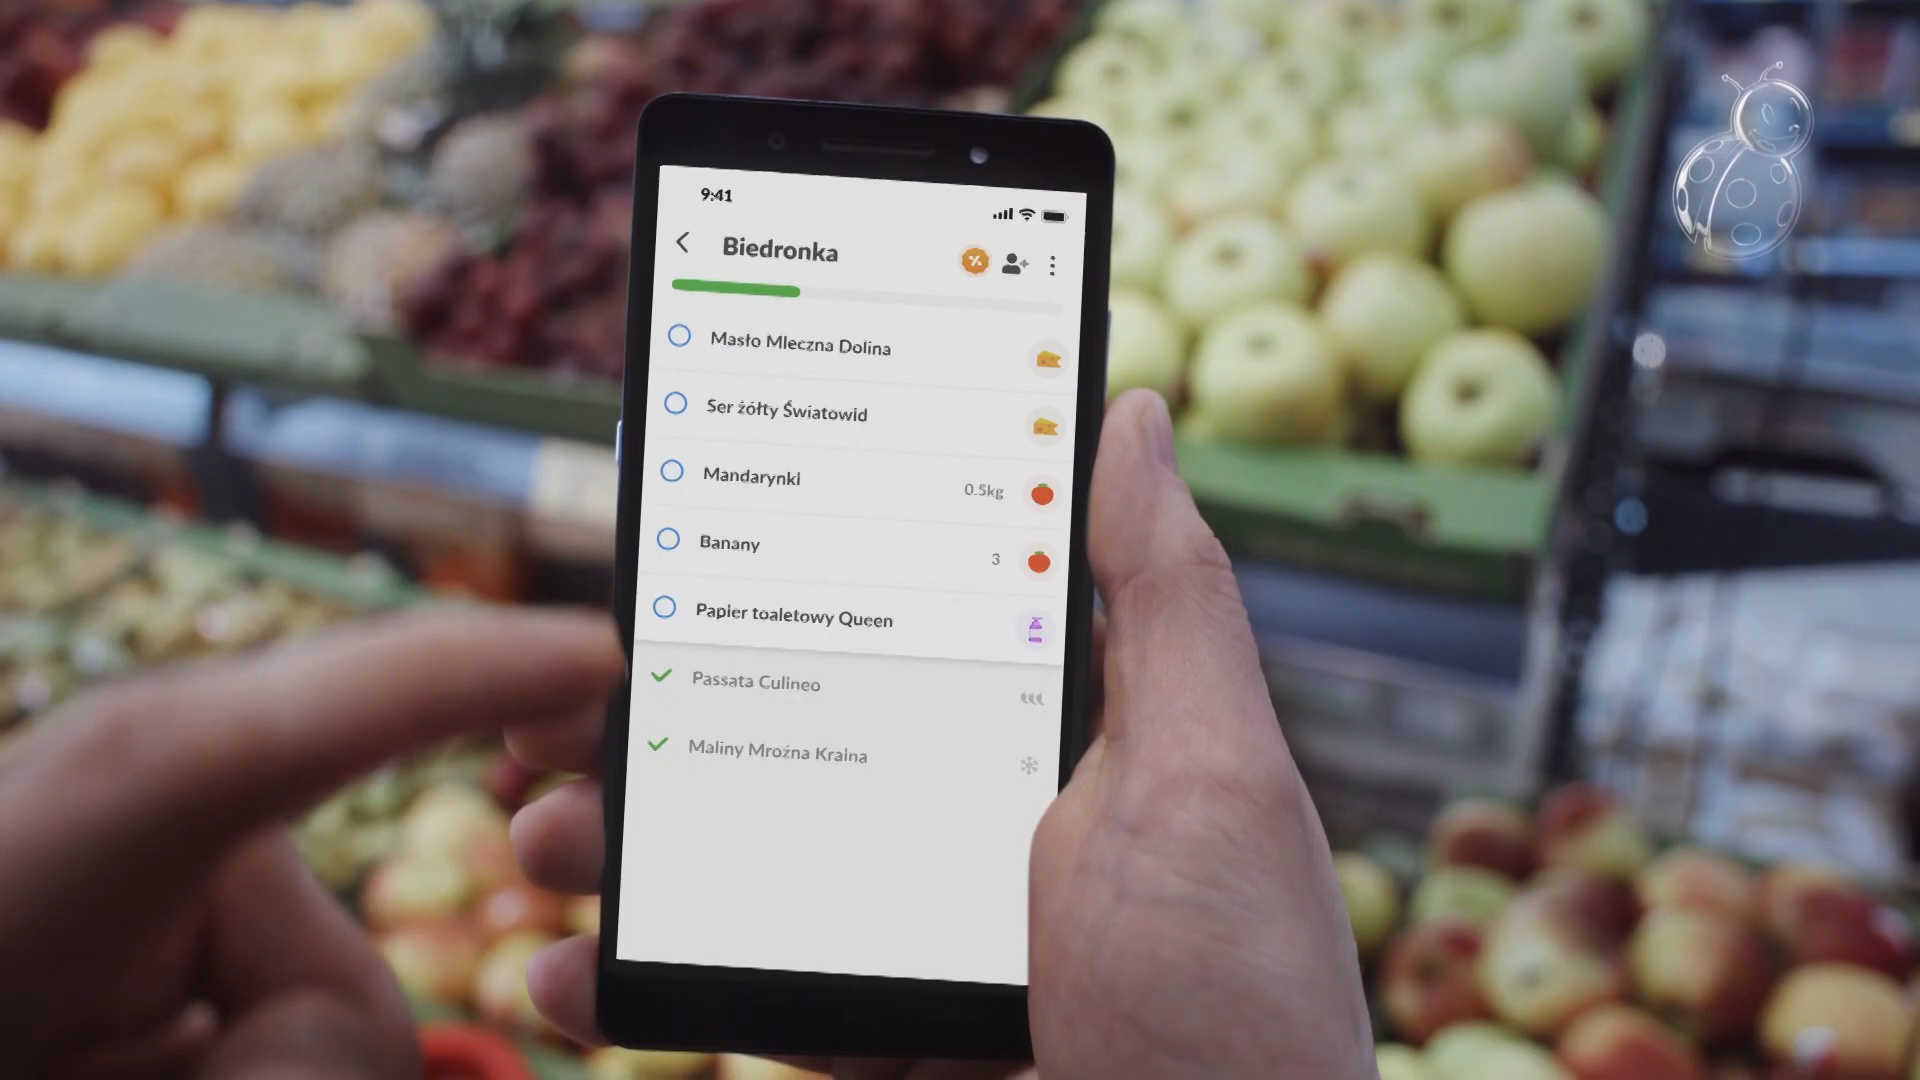 9:41
Biedronka
Masło Mleczna Dolina
Ser żółty Światowid
Mandarynki 0.5kg
Banany 3
Papier toaletowy Queen
Passata Culineo
Maliny Mroźna Kraina